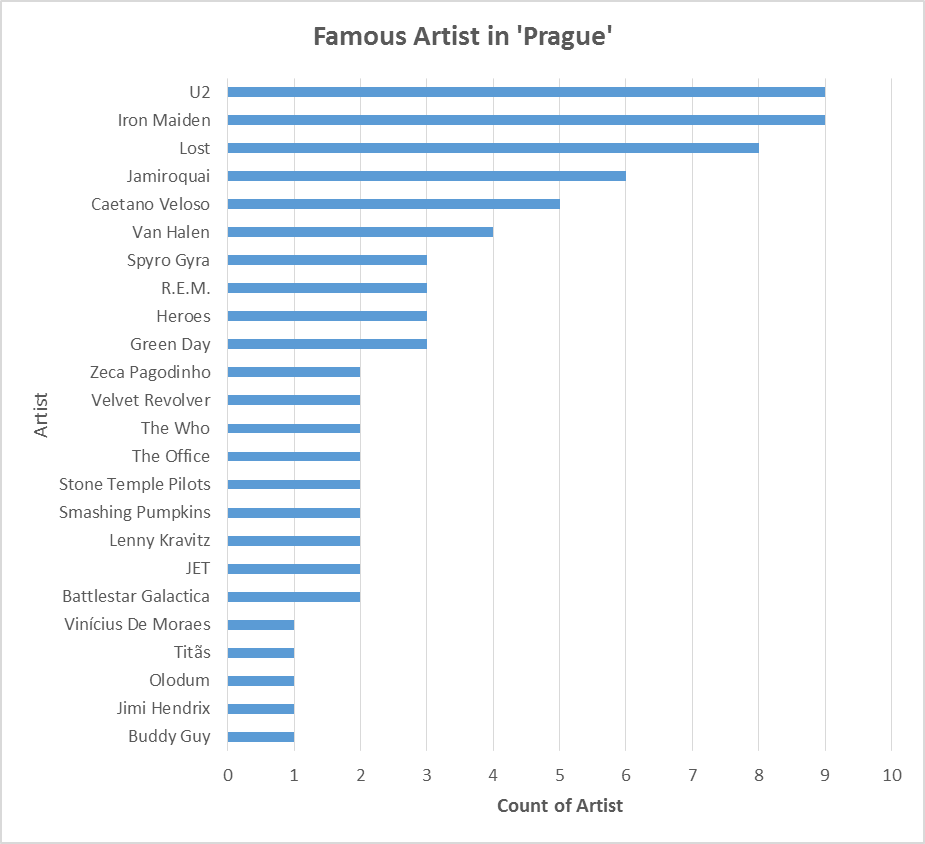 Famous Artist in 'Prague'
U2
Iron Maiden
Lost
Jamiroquai
Caetano Veloso
Van Halen
Spyro Gyra
R.E.M.
Heroes
Green Day
Zeca Pagodinho
Velvet Revolver
The Who
The Office
Stone Temple Pilots
Smashing Pumpkins
Lenny Kravitz
JET
Battlestar Galactica
Vinícius De Moraes
Titãs
Olodum
Jimi Hendrix
Buddy Guy
Artist
0 1 2 3 4 5 6 7 8 9 10
Count of Artist